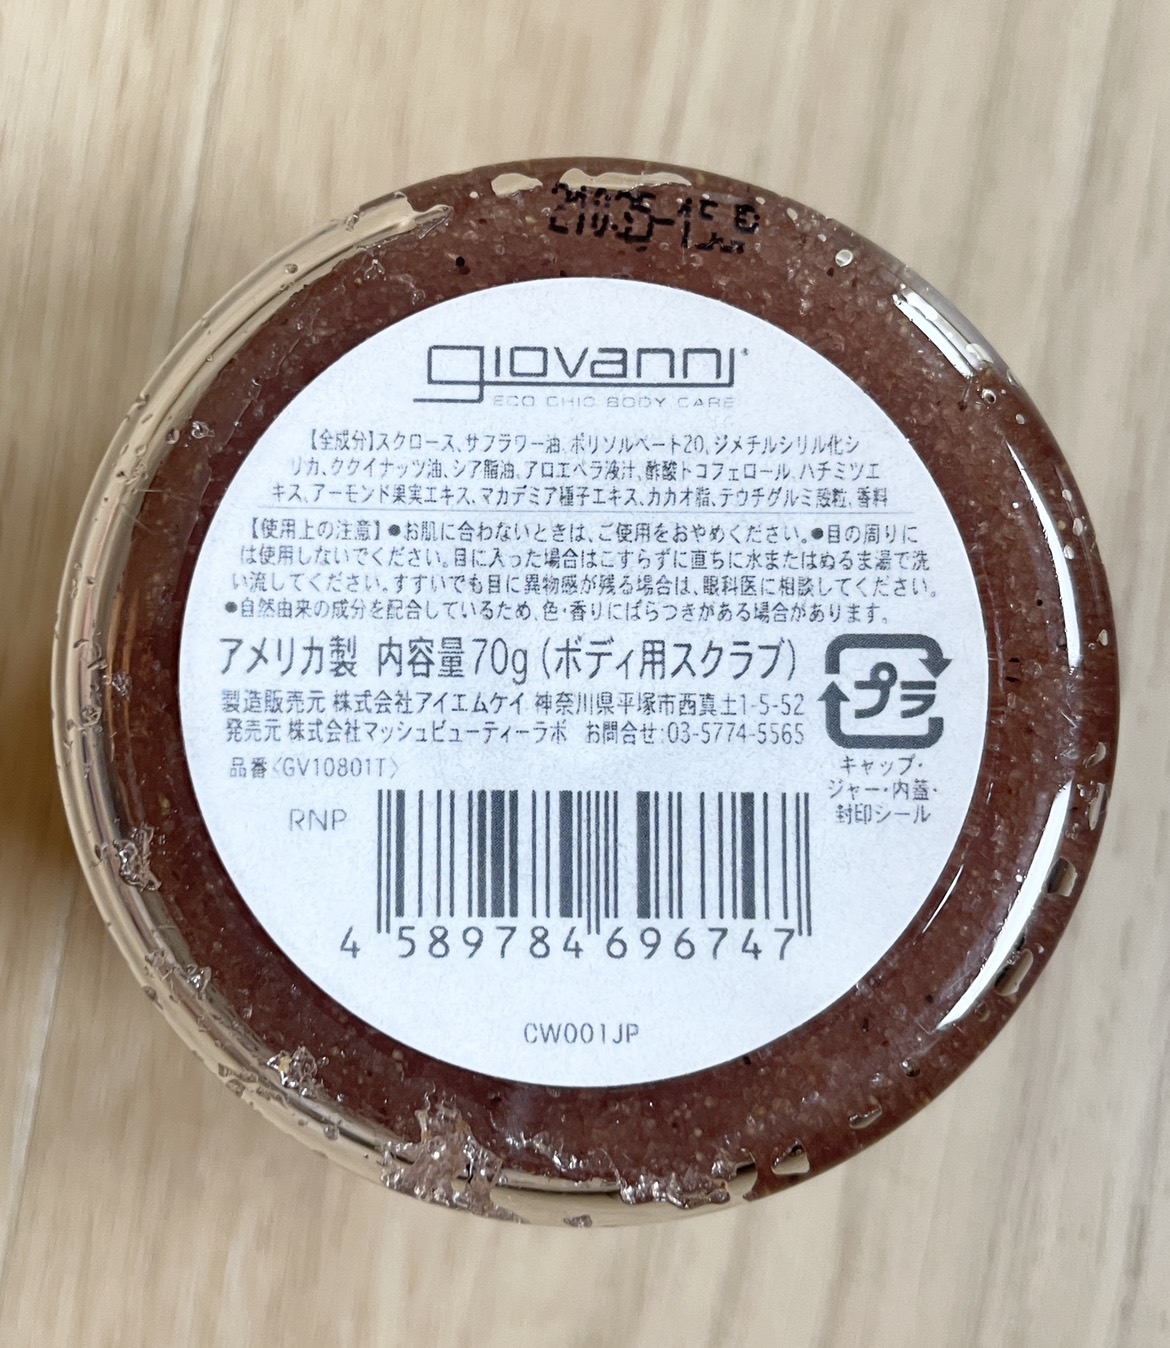 giovanni
ECO CHIC BODY CARE
【全成分】スクロース、サフラワー油、ポリソルベート20、ジメチルシリル化シ
リカ、ククイナッツ油、シア脂油、アロエベラ液汁、酢酸トコフェロール、ハチミツエ
キス、アーモンド果実エキス、マカデミア種子エキス、カカオ脂、テウチグルミ殻粒、香料
【使用上の注意】●お肌に合わないときは、ご使用をおやめください。●目の周りに
は使用しないでください。目に入った場合はこすらずに直ちに水またはぬるま湯で洗
い流してください。すすいでも目に異物感が残る場合は、眼科医に相談してください。
●自然由来の成分を配合しているため、色・香りにばらつきがある場合があります。
アメリカ製 内容量70g (ボディ用スクラブ)
製造販売元 株式会社アイエムケイ 神奈川県平塚市西真土1-5-52
発売元 株式会社マッシュビューティーラボ お問合せ:03-5774-5565
品番〈GV10801T〉
プラ
キャップ・
ジャー・内蓋・
封印シール
RNP
4 589784 696747
CW001JP